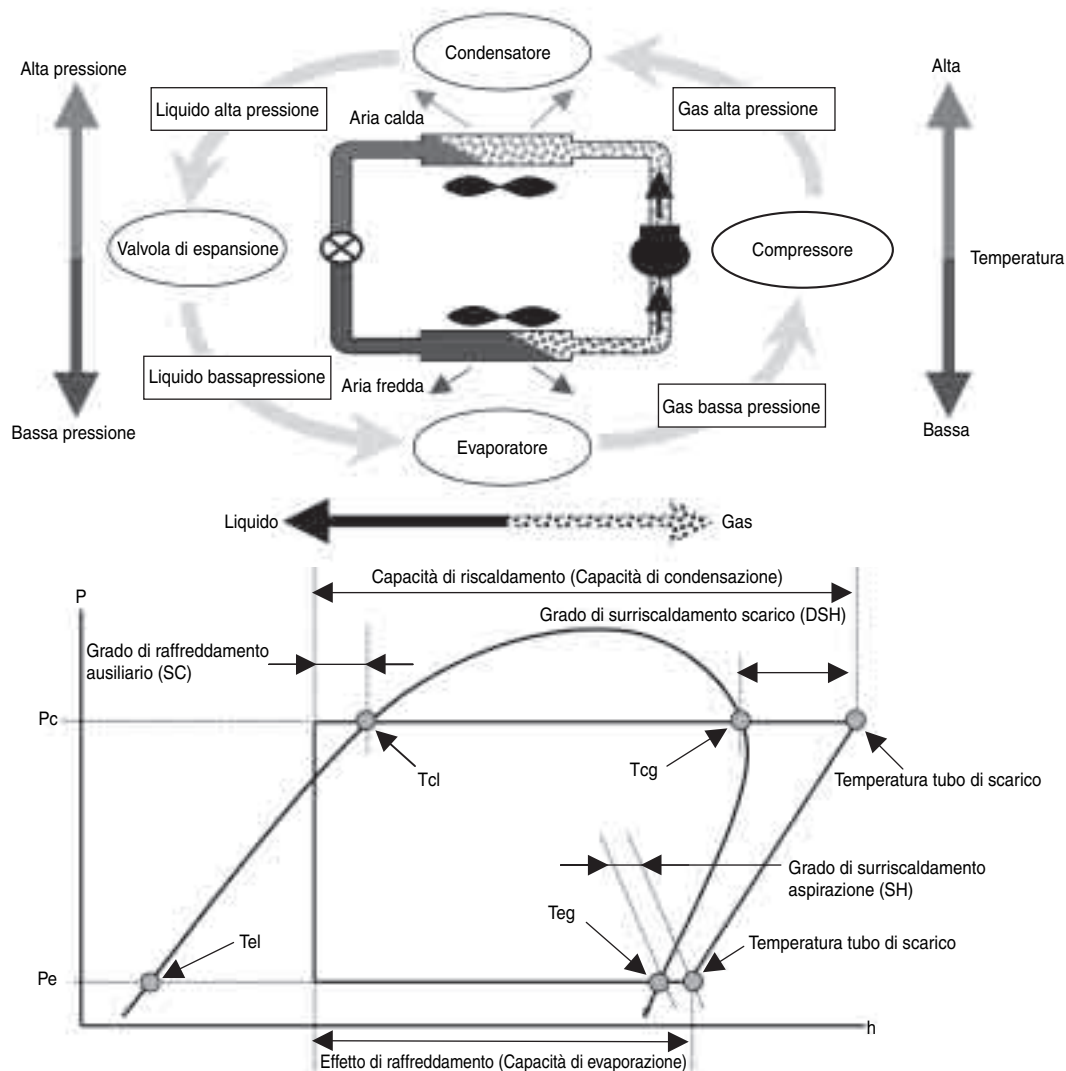 Condensatore
Alta pressione
Alta
Liquido alta pressione
Gas alta pressione
Aria calda
Valvola di espansione
Compressore
Temperatura
Liquido bassapressione
Aria fredda
Gas bassa pressione
Bassa pressione
Bassa
Evaporatore
Liquido
Gas
Capacità di riscaldamento (Capacità di condensazione)
P
Grado di surriscaldamento scarico (DSH)
Grado di raffreddamento
ausiliario (SC)
Pc
Tcl
Tcg
Temperatura tubo di scarico
Grado di surriscaldamento
aspirazione (SH)
Teg
Tel
Temperatura tubo di scarico
Pe
h
Effetto di raffreddamento (Capacità di evaporazione)